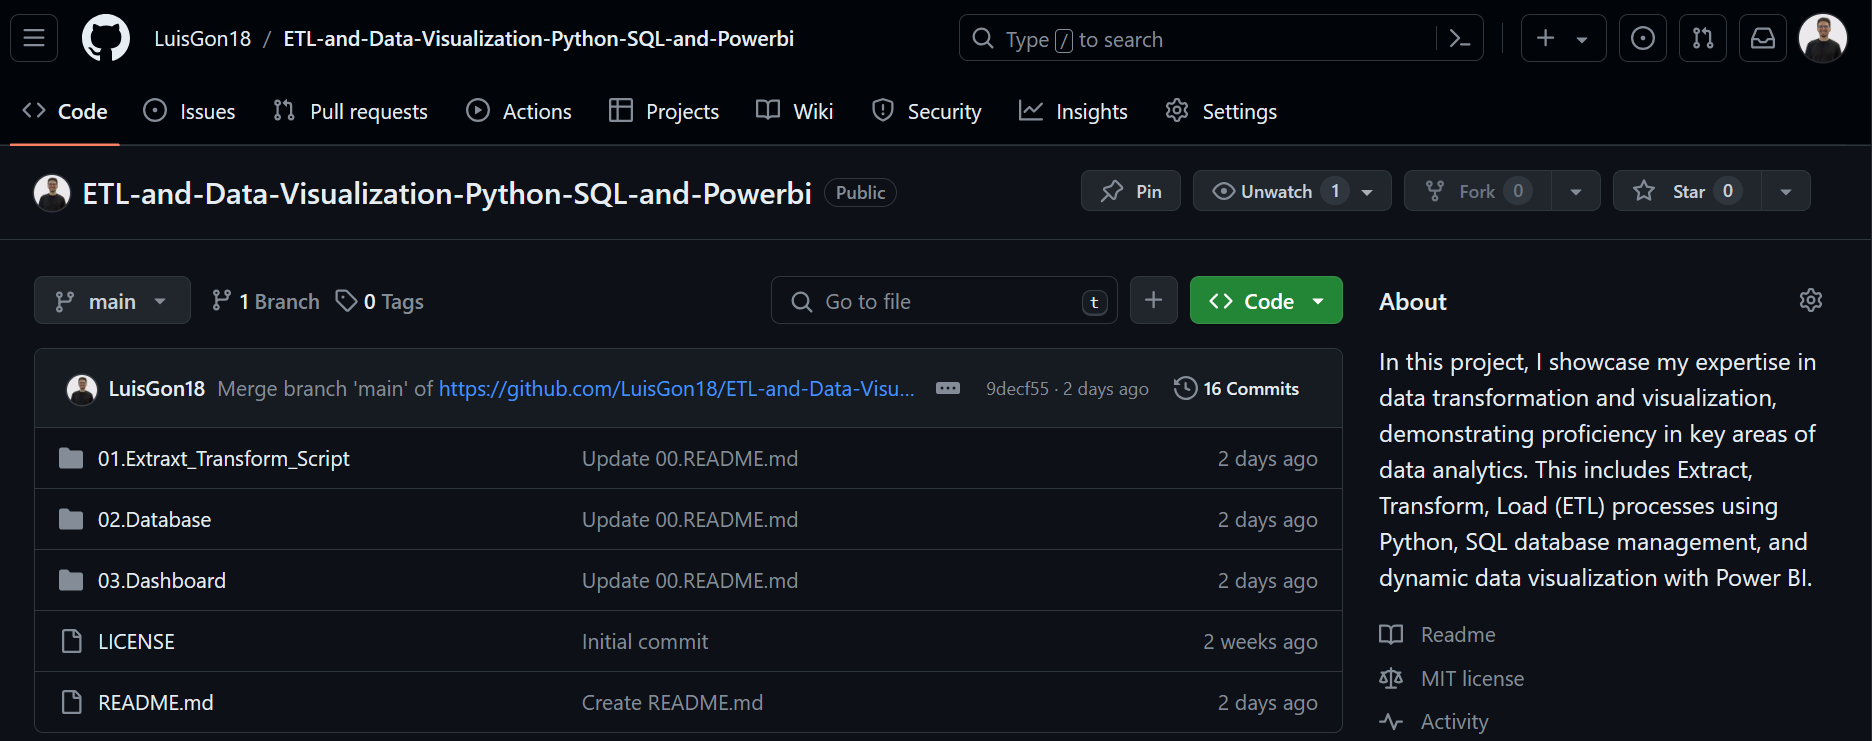 LuisGon18 / ETL-and-Data-Visualization-Python-SQL-and-Powerbi
Type / to search
Code
Issues
Pull requests
Actions
Projects
Wiki
Security
Insights
Settings
ETL-and-Data-Visualization-Python-SQL-and-Powerbi
Public
Pin
Unwatch 1
Fork 0
Star 0
main
1 Branch
0 Tags
Go to file
t
Code
LuisGon18 Merge branch 'main' of https://github.com/LuisGon18/ETL-and-Data-Visu...
9decf55 · 2 days ago
16 Commits
01.Extraxt_Transform_Script Update 00.README.md 2 days ago
02.Database Update 00.README.md 2 days ago
03.Dashboard Update 00.README.md 2 days ago
LICENSE Initial commit 2 weeks ago
README.md Create README.md 2 days ago
About
In this project, I showcase my expertise in
data transformation and visualization,
demonstrating proficiency in key areas of
data analytics. This includes Extract,
Transform, Load (ETL) processes using
Python, SQL database management, and
dynamic data visualization with Power BI.
Readme
MIT license
Activity